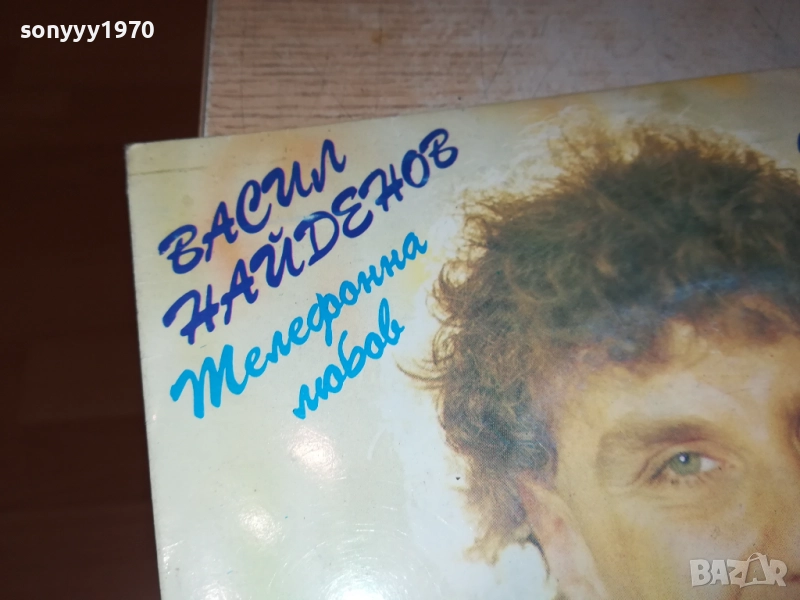 sonyyy1970
ВАСИЛ
НАЙДЕНОВ
Телефонна
любов
BAZAR